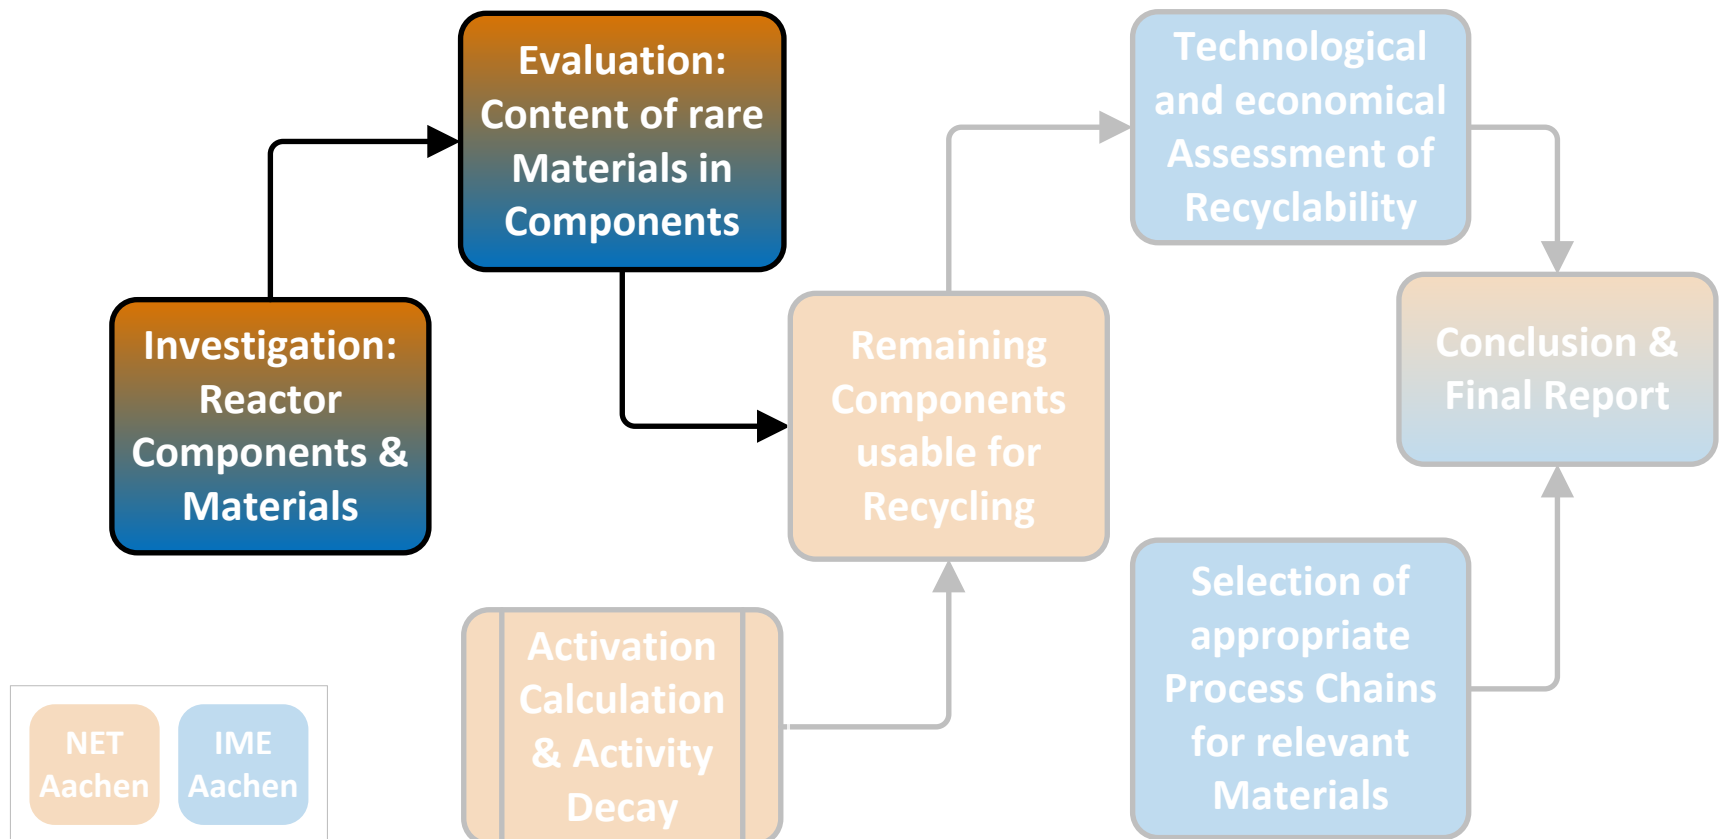 Evaluation:
Content of rare
Materials in
Components
Technological
and economical
Assessment of
Recyclability
Investigation:
Reactor
Components &
Materials
Remaining
Components
usable for
Recycling
Conclusion &
Final Report
Activation
Calculation
& Activity
Decay
Selection of
appropriate
Process Chains
for relevant
Materials
NET
Aachen
IME
Aachen